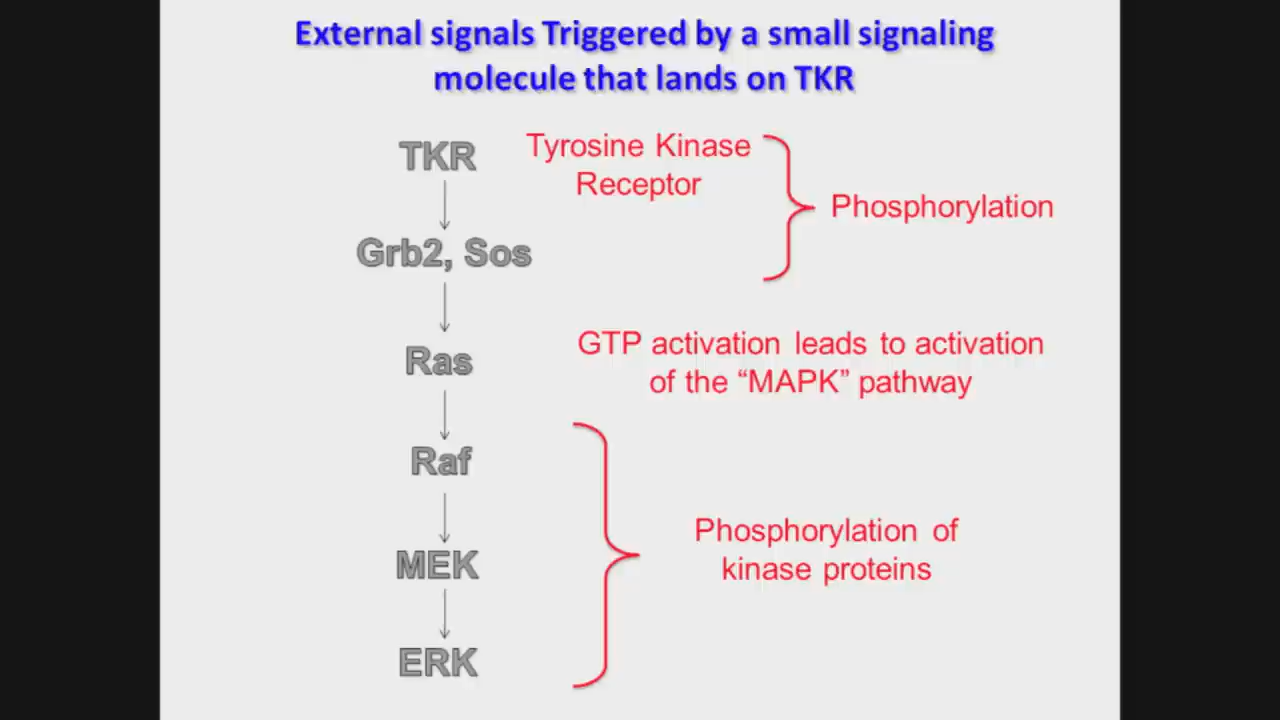 External signals Triggered by a small signaling
molecule that lands on TKR
TKR
Tyrosine Kinase
Receptor
Phosphorylation
Grb2, Sos
Ras
GTP activation leads to activation
of the “MAPK” pathway
Raf
MEK
Phosphorylation of
kinase proteins
ERK